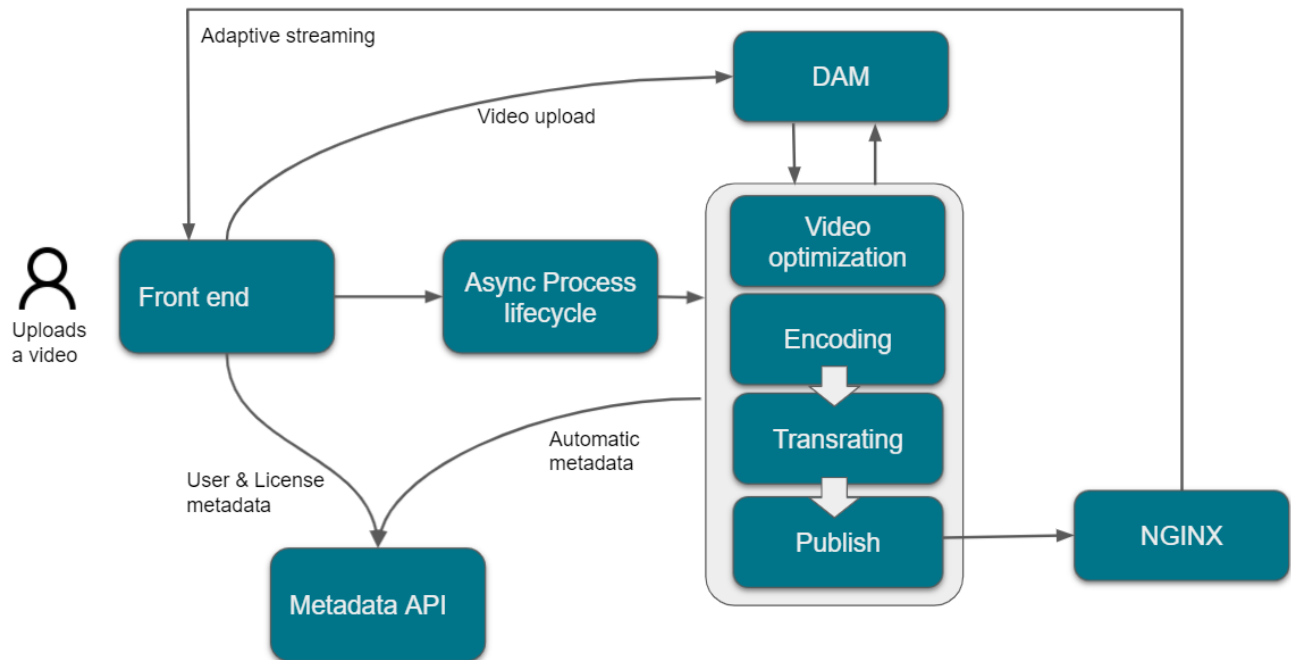 Adaptive streaming
DAM
Video upload
Video
optimization
Front end
Async Process
lifecycle
Uploads
a video
Encoding
Transrating
Automatic
metadata
User & License
metadata
Publish
NGINX
Metadata API